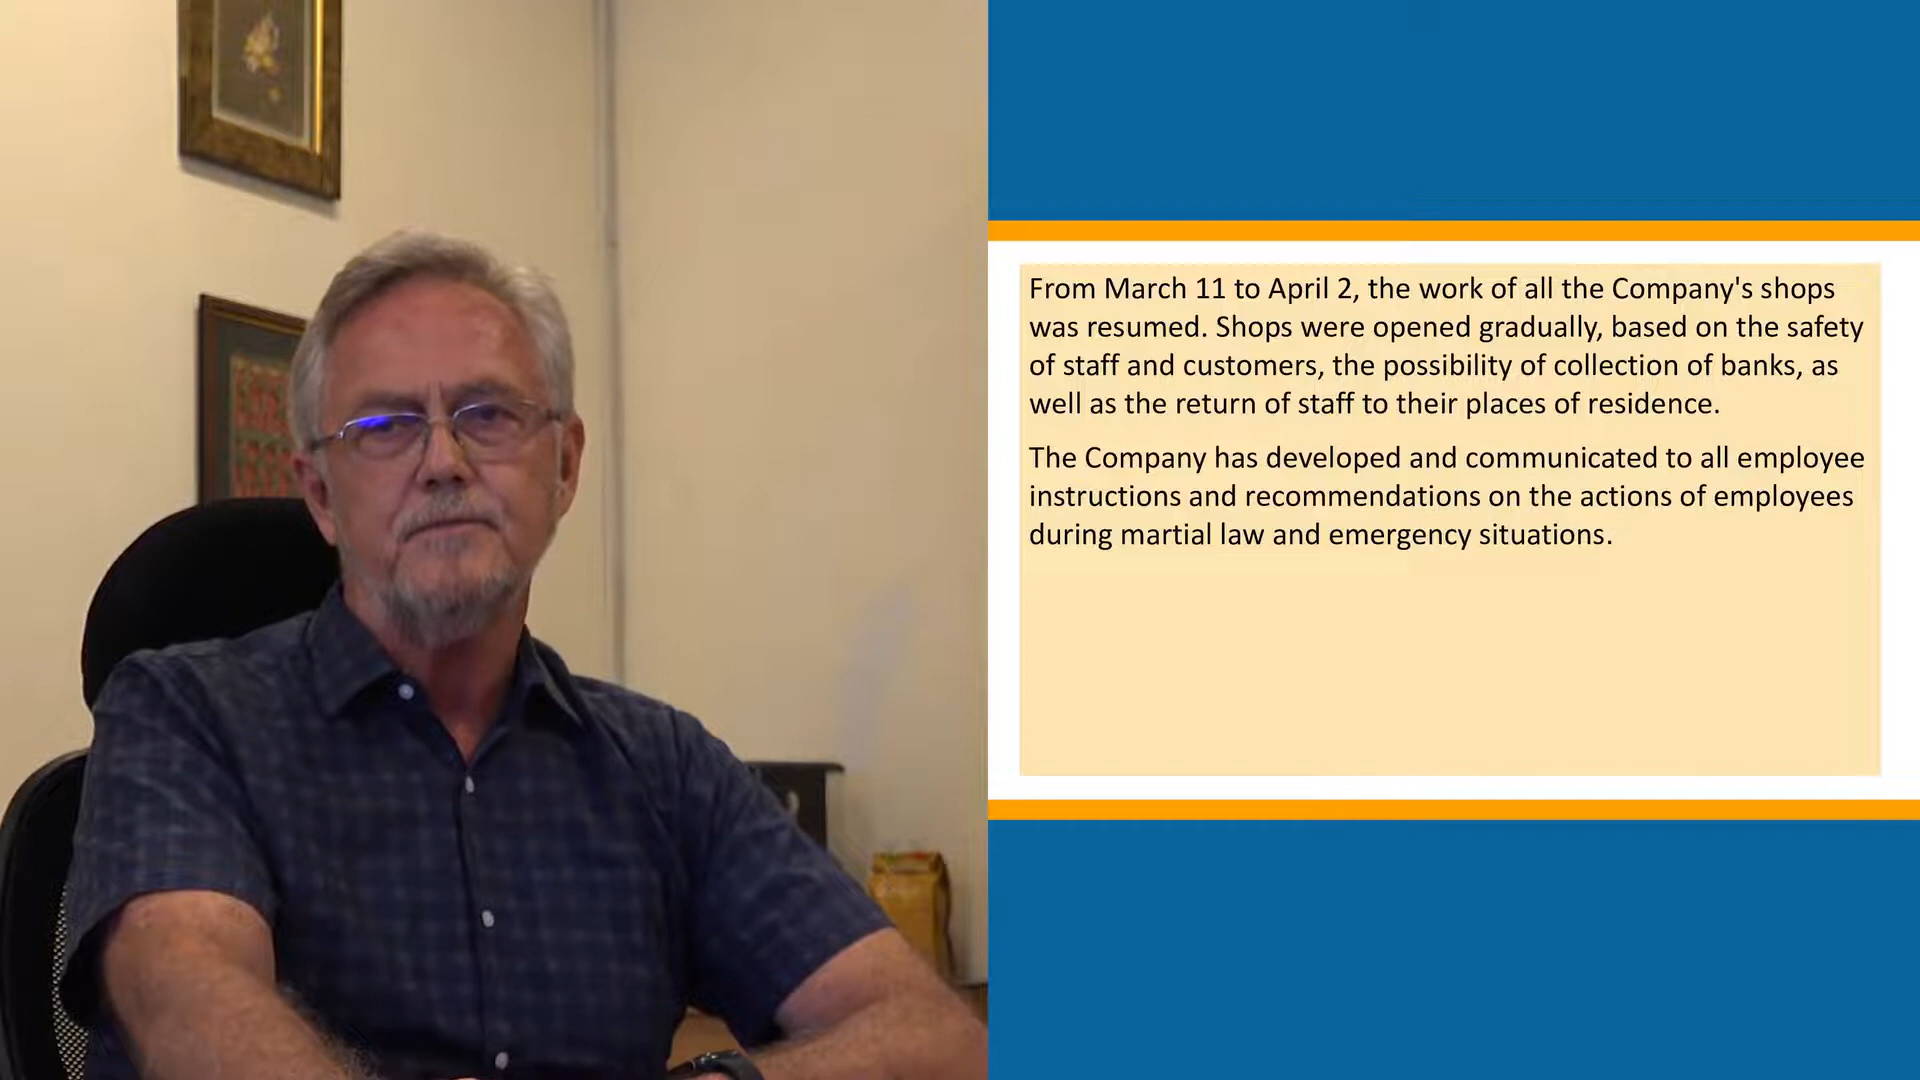 From March 11 to April 2, the work of all the Company's shops
was resumed. Shops were opened gradually, based on the safety
of staff and customers, the possibility of collection of banks, as
well as the return of staff to their places of residence.
The Company has developed and communicated to all employee
instructions and recommendations on the actions of employees
during martial law and emergency situations.